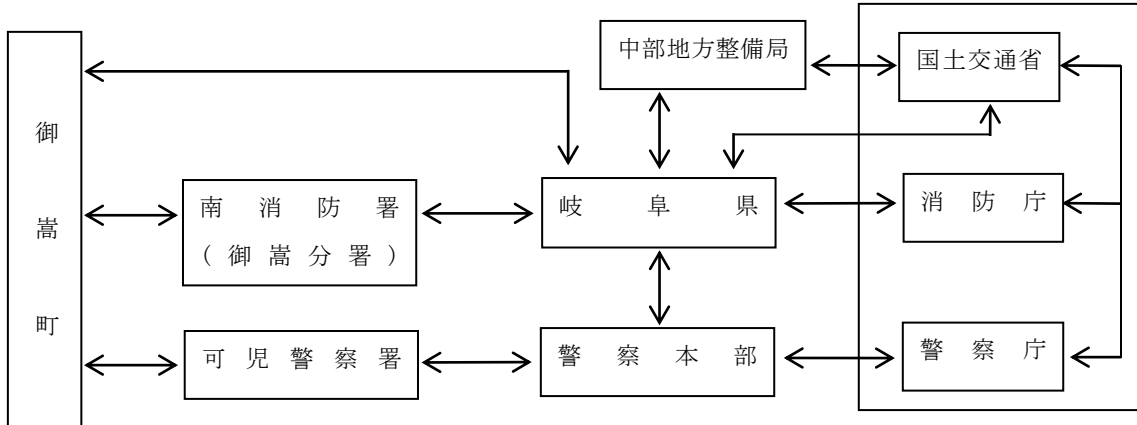 御嵩町
中部地方整備局
国土交通省
南消防署
(御嵩分署)
岐阜県
消防庁
可児警察署
警察本部
警察庁